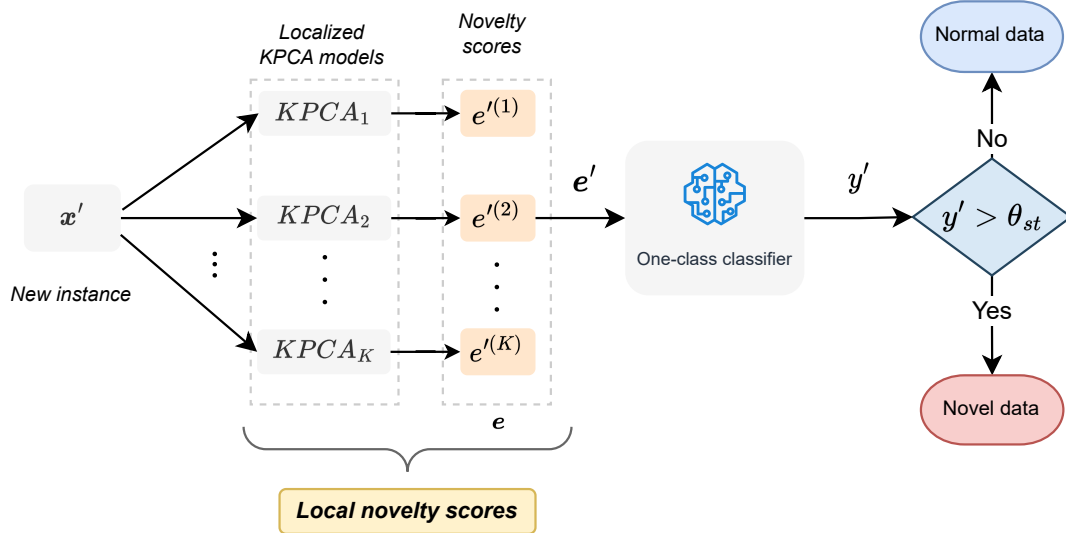 Localized
KPCA models
Novelty
scores
Normal data
KPCA₁
e′⁽¹⁾
No
x′
KPCA₂
e′⁽²⁾
e′
One-class classifier
y′
y′ > θₛₜ
New instance
Yes
KPCA_K
e′⁽ᴷ⁾
Novel data
e
Local novelty scores